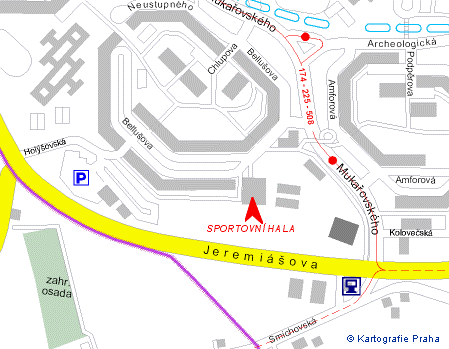 Neustupného
Mukařovského
Archeologická
Chlupova
Bellušova
174 - 225 - 508
Amforová
Podpěrova
Bellušova
Holýšovská
P
Mukařovského
Amforová
SPORTOVNÍ HALA
Kolovečská
Jeremiášova
zahr.
osada
Smíchovská
© Kartografie Praha